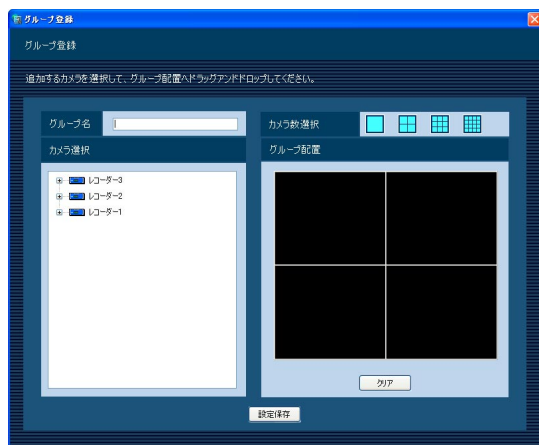 グループ登録
グループ登録
追加するカメラを選択して、グループ配置へドラッグアンドドロップしてください。
グループ名
カメラ数選択
カメラ選択
グループ配置
レコーダー3
レコーダー2
レコーダー1
クリア
設定保存